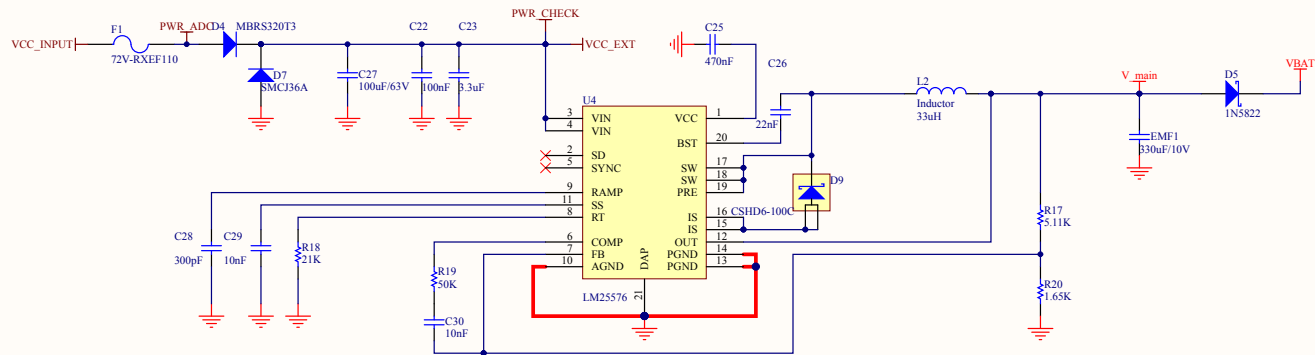 PWR_CHECK
F1
PWR_ADC
D4
MBRS320T3
C22
C23
C25
VCC_INPUT
VCC_EXT
72V-RXEF110
470nF
C26
VBAT
D7
SMCJ36A
C27
100uF/63V
100nF
3.3uF
L2
Inductor
33uH
V_main
D5
1N5822
U4
22nF
EMF1
330uF/10V
3
VIN
VCC
1
4
VIN
BST
20
2
SD
5
SYNC
SW
17
SW
18
9
RAMP
PRE
19
D9
11
SS
8
RT
IS
16
IS
15
CSHD6-100C
6
COMP
OUT
12
7
FB
PGND
14
10
AGND
PGND
13
DAP
21
LM25576
C28
300pF
C29
10nF
R18
21K
R19
50K
C30
10nF
R17
5.11K
R20
1.65K